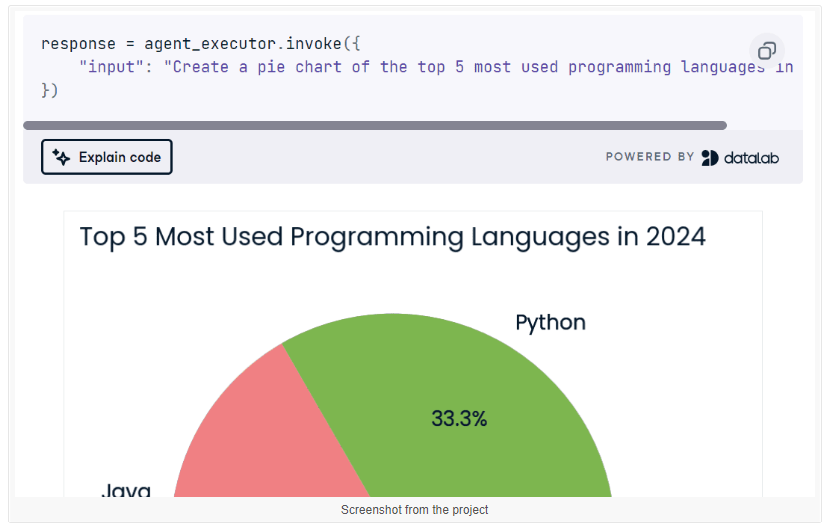 response = agent_executor.invoke({
"input": "Create a pie chart of the top 5 most used programming languages in
})
Explain code
POWERED BY datalab
Top 5 Most Used Programming Languages in 2024
Python
33.3%
Java
Screenshot from the project